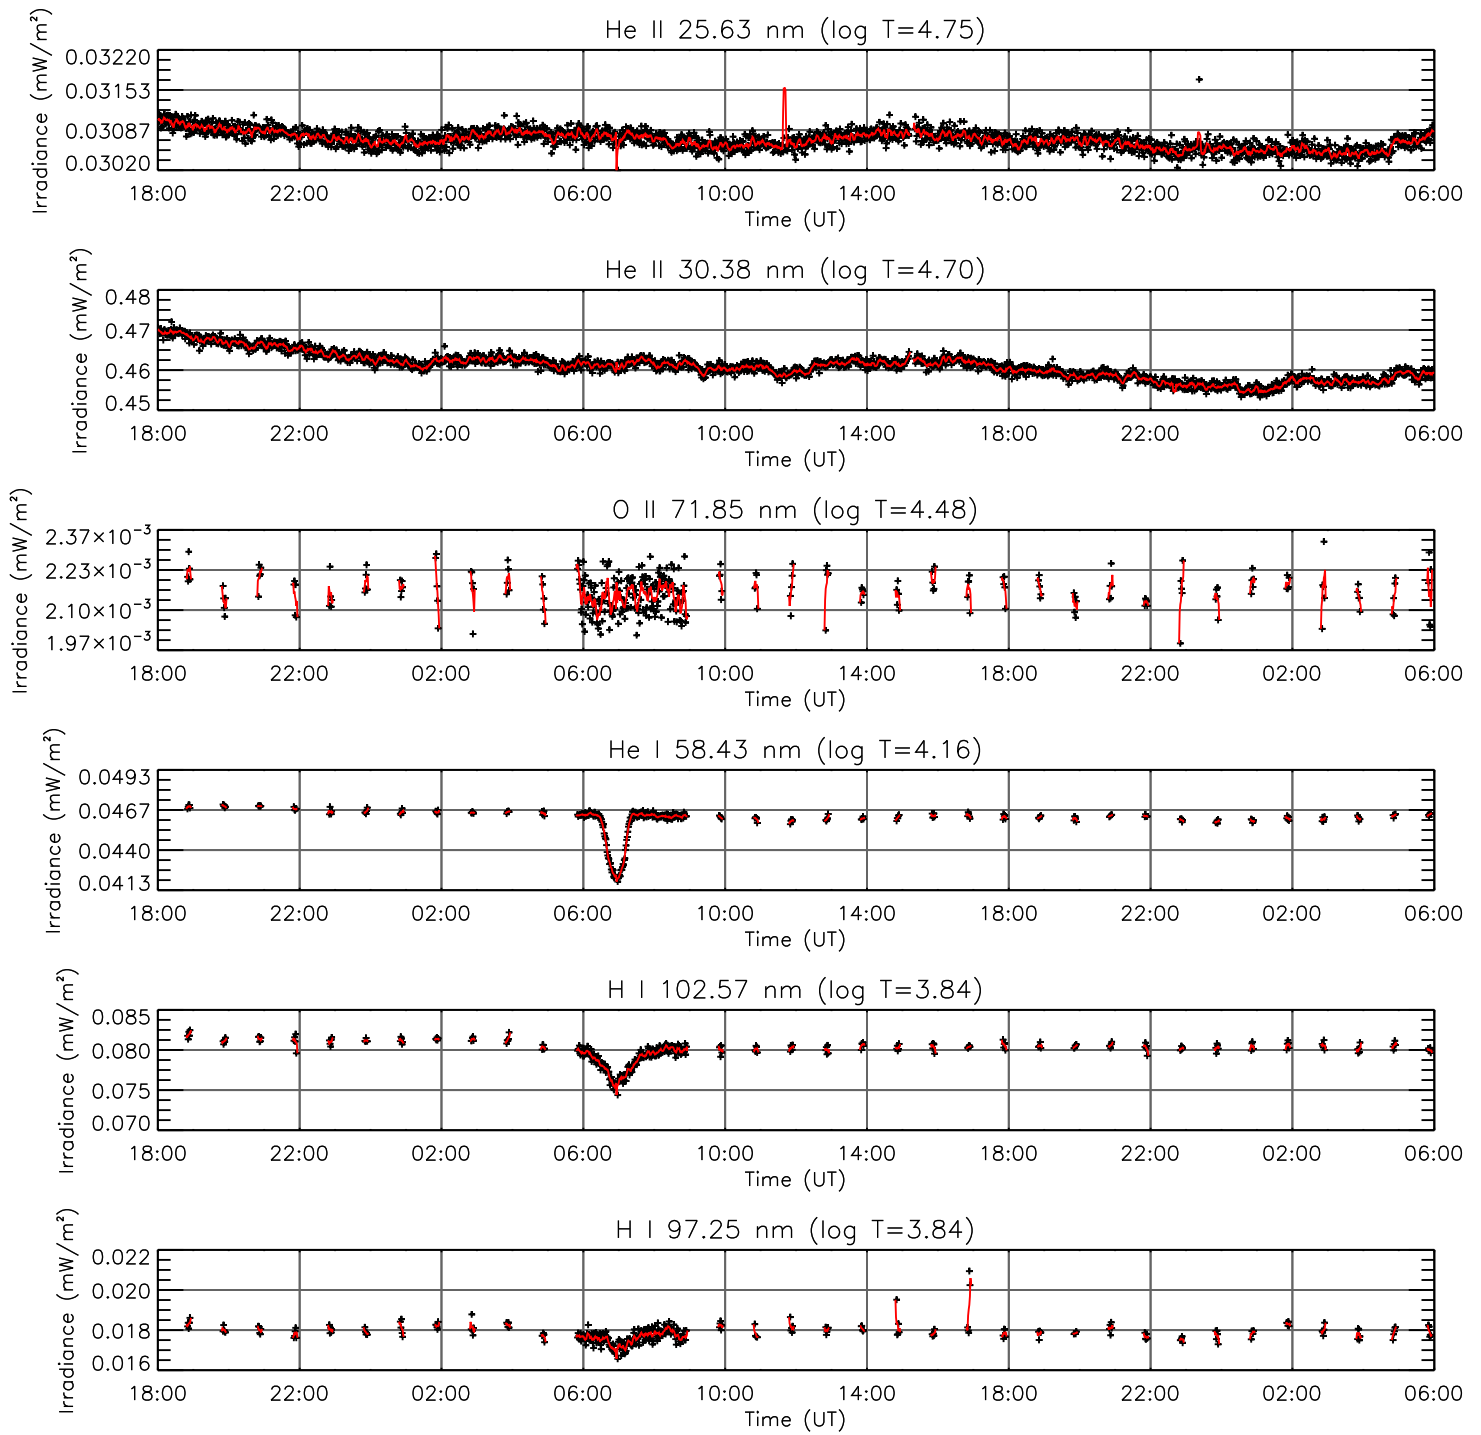 He II 25.63 nm (log T=4.75)
Irradiance (mW/m²)
0.03220
0.03153
0.03087
0.03020
18:00 22:00 02:00 06:00 10:00 14:00 18:00 22:00 02:00 06:00
Time (UT)
He II 30.38 nm (log T=4.70)
Irradiance (mW/m²)
0.48
0.47
0.46
0.45
18:00 22:00 02:00 06:00 10:00 14:00 18:00 22:00 02:00 06:00
Time (UT)
O II 71.85 nm (log T=4.48)
Irradiance (mW/m²)
2.37×10⁻³
2.23×10⁻³
2.10×10⁻³
1.97×10⁻³
18:00 22:00 02:00 06:00 10:00 14:00 18:00 22:00 02:00 06:00
Time (UT)
He I 58.43 nm (log T=4.16)
Irradiance (mW/m²)
0.0493
0.0467
0.0440
0.0413
18:00 22:00 02:00 06:00 10:00 14:00 18:00 22:00 02:00 06:00
Time (UT)
H I 102.57 nm (log T=3.84)
Irradiance (mW/m²)
0.085
0.080
0.075
0.070
18:00 22:00 02:00 06:00 10:00 14:00 18:00 22:00 02:00 06:00
Time (UT)
H I 97.25 nm (log T=3.84)
Irradiance (mW/m²)
0.022
0.020
0.018
0.016
18:00 22:00 02:00 06:00 10:00 14:00 18:00 22:00 02:00 06:00
Time (UT)